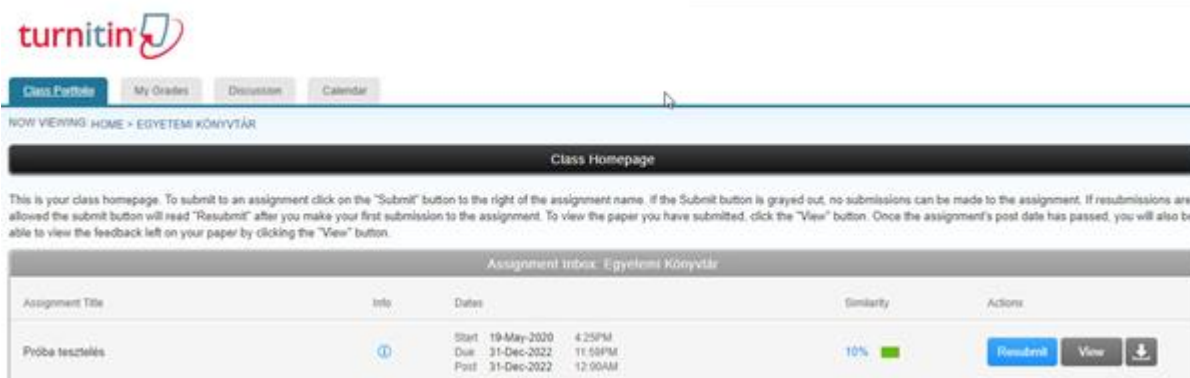 turnitin
Class Portfolio My Grades Discussion Calendar
NOW VIEWING: HOME > EGYETEMI KÖNYVTÁR
Class Homepage
This is your class homepage. To submit to an assignment click on the "Submit" button to the right of the assignment name. If the Submit button is grayed out, no submissions can be made to the assignment. If resubmissions are
allowed the submit button will read "Resubmit" after you make your first submission to the assignment. To view the paper you have submitted, click the "View" button. Once the assignment's post date has passed, you will also be
able to view the feedback left on your paper by clicking the "View" button.
Assignment Inbox: Egyetemi Könyvtár
Assignment Title Info Dates Similarity Actions
Start 19-May-2020 4:25PM
Próba tesztelés Due 31-Dec-2022 11:59PM 10% Resubmit View
Post 31-Dec-2022 12:00AM